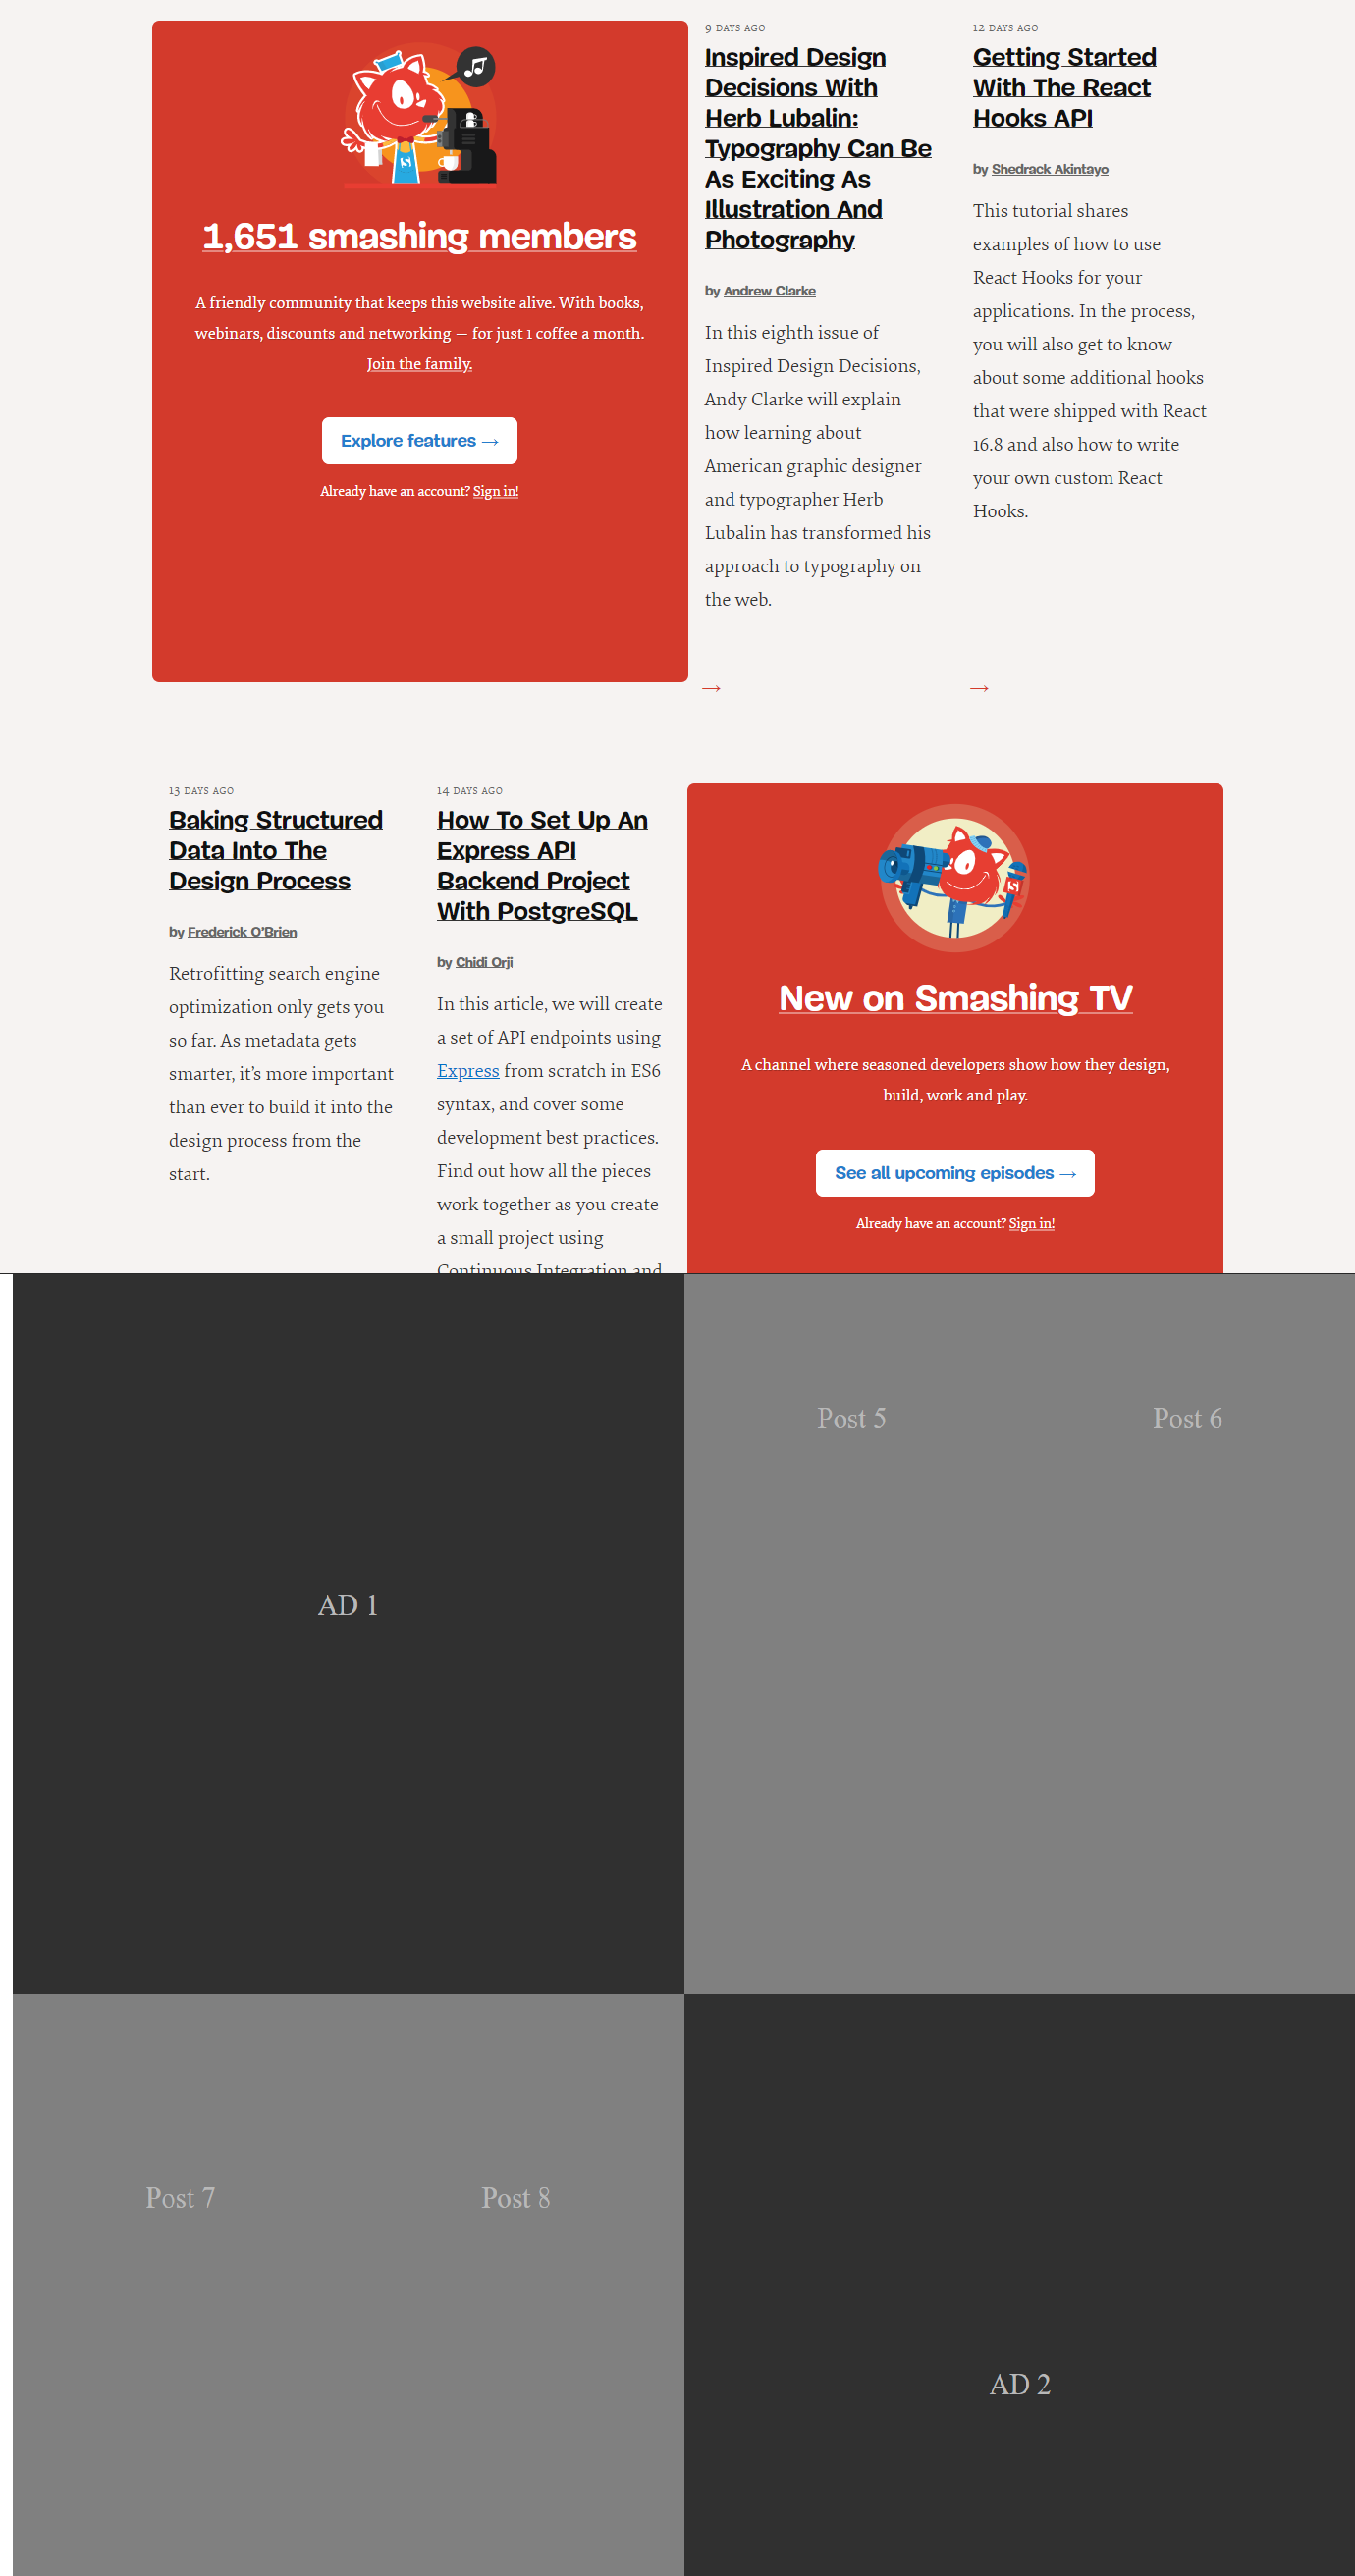 1,651 smashing members
A friendly community that keeps this website alive. With books,
webinars, discounts and networking — for just 1 coffee a month.
Join the family.
Explore features →
Already have an account? Sign in!
9 DAYS AGO
Inspired Design
Decisions With
Herb Lubalin:
Typography Can Be
As Exciting As
Illustration And
Photography
by Andrew Clarke
In this eighth issue of
Inspired Design Decisions,
Andy Clarke will explain
how learning about
American graphic designer
and typographer Herb
Lubalin has transformed his
approach to typography on
the web.
→
12 DAYS AGO
Getting Started
With The React
Hooks API
by Shedrack Akintayo
This tutorial shares
examples of how to use
React Hooks for your
applications. In the process,
you will also get to know
about some additional hooks
that were shipped with React
16.8 and also how to write
your own custom React
Hooks.
→
13 DAYS AGO
Baking Structured
Data Into The
Design Process
by Frederick O’Brien
Retrofitting search engine
optimization only gets you
so far. As metadata gets
smarter, it’s more important
than ever to build it into the
design process from the
start.
14 DAYS AGO
How To Set Up An
Express API
Backend Project
With PostgreSQL
by Chidi Orji
In this article, we will create
a set of API endpoints using
Express from scratch in ES6
syntax, and cover some
development best practices.
Find out how all the pieces
work together as you create
a small project using
Continuous Integration and
New on Smashing TV
A channel where seasoned developers show how they design,
build, work and play.
See all upcoming episodes →
Already have an account? Sign in!
AD 1
Post 5
Post 6
Post 7
Post 8
AD 2